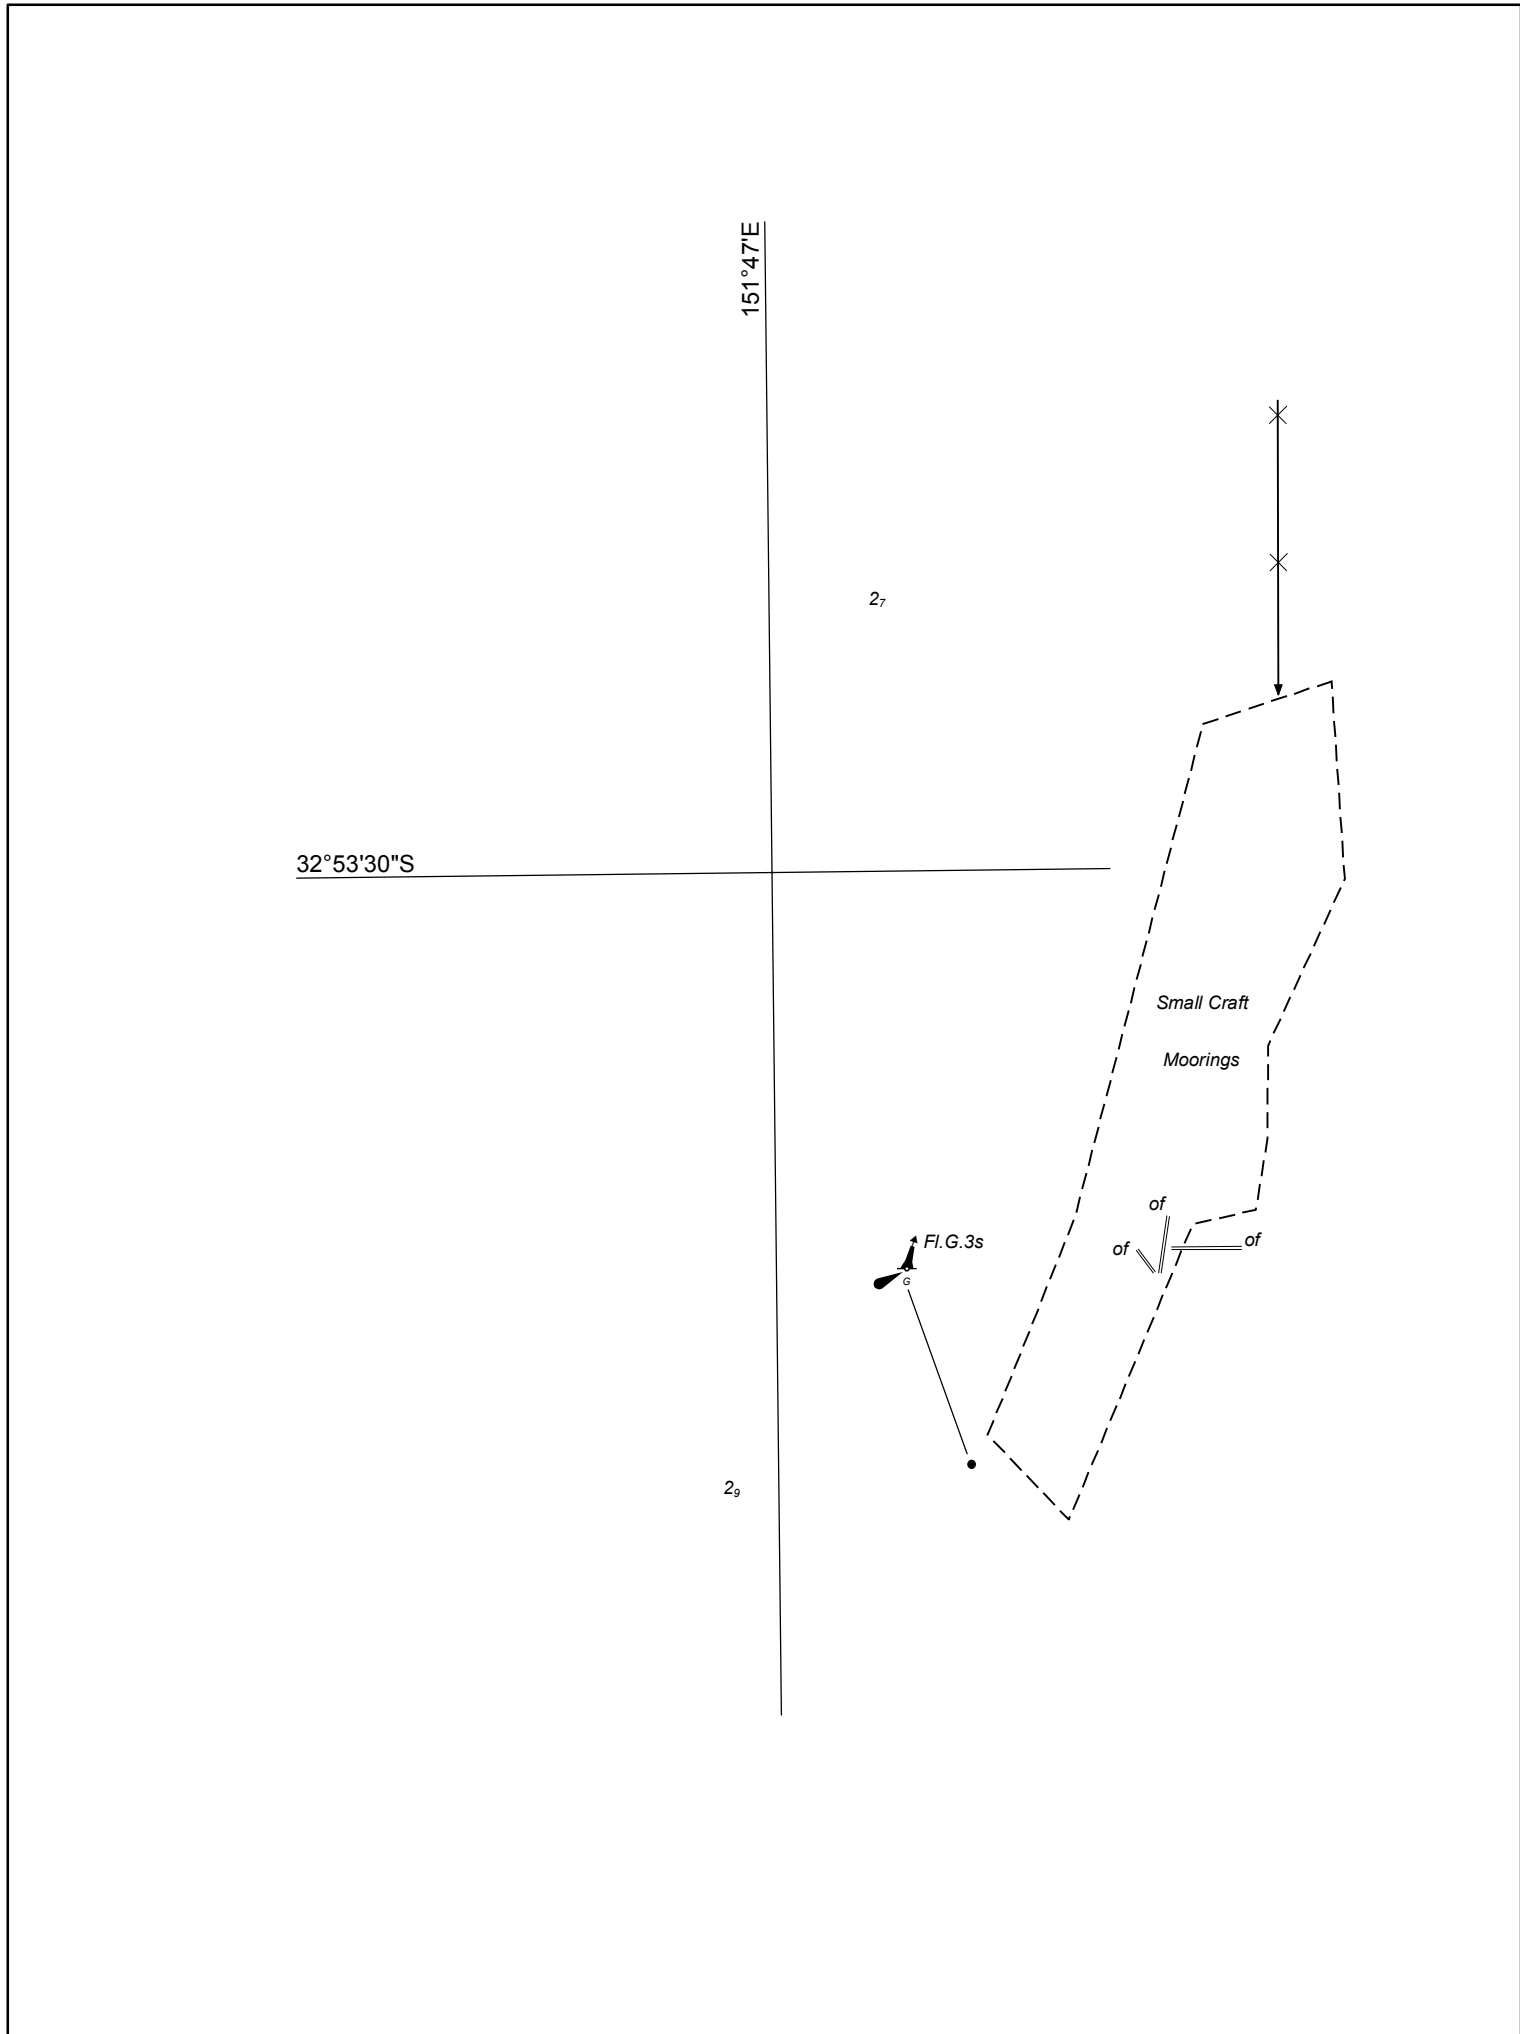 151°47'E
2₇
32°53'30"S
Small Craft
Moorings
of
Fl.G.3s
of
of
G
2₉